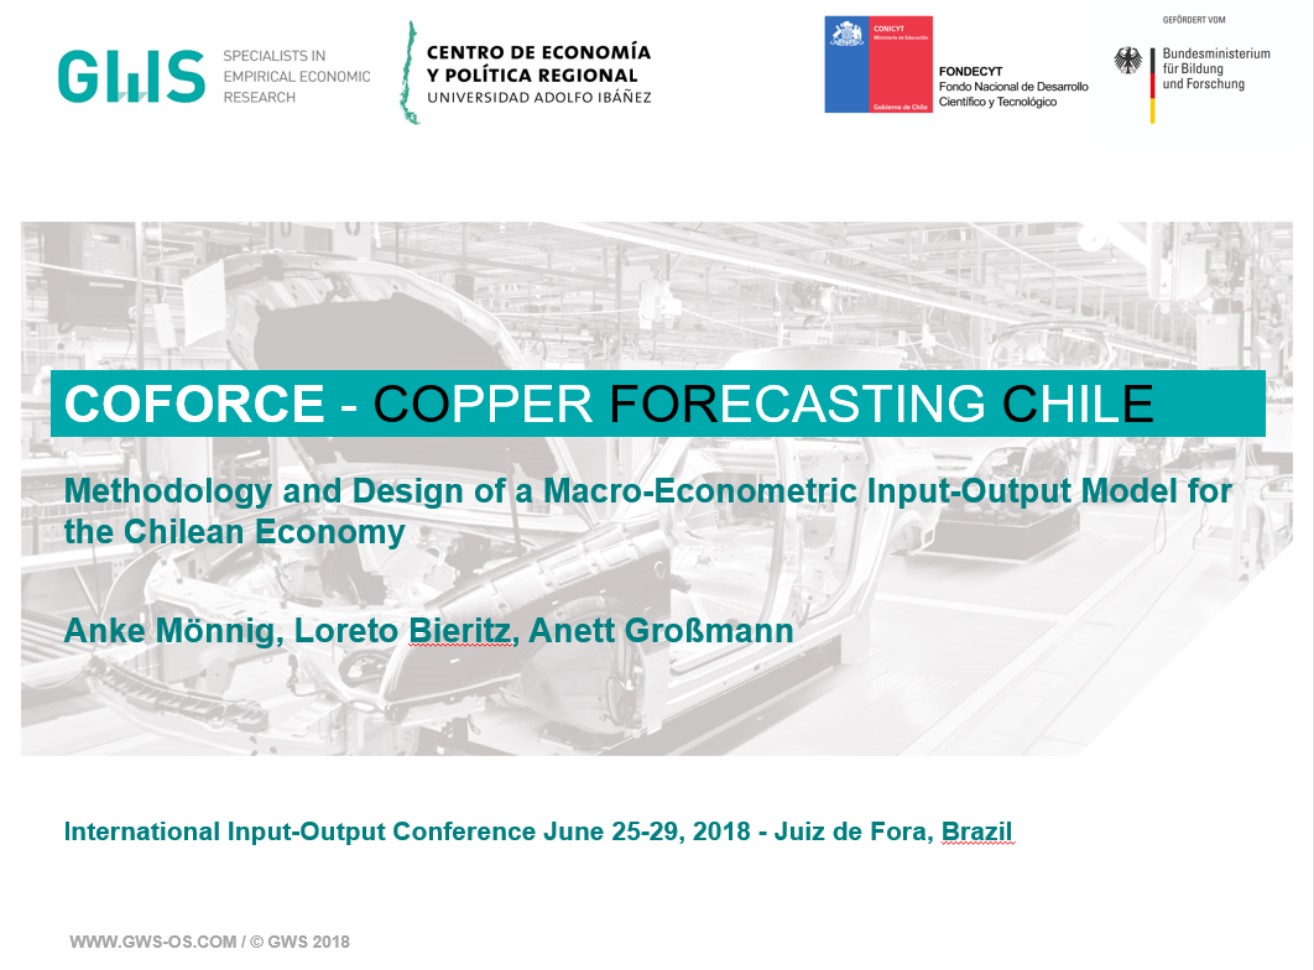 GWS
SPECIALISTS IN
EMPIRICAL ECONOMIC
RESEARCH
CENTRO DE ECONOMÍA
Y POLÍTICA REGIONAL
UNIVERSIDAD ADOLFO IBÁÑEZ
CONICYT
Ministerio de Educación
Gobierno de Chile
FONDECYT
Fondo Nacional de Desarrollo
Científico y Tecnológico
GEFÖRDERT VOM
Bundesministerium
für Bildung
und Forschung
COFORCE - COPPER FORECASTING CHILE
Methodology and Design of a Macro-Econometric Input-Output Model for
the Chilean Economy
Anke Mönnig, Loreto Bieritz, Anett Großmann
International Input-Output Conference June 25-29, 2018 - Juiz de Fora, Brazil
WWW.GWS-OS.COM / © GWS 2018